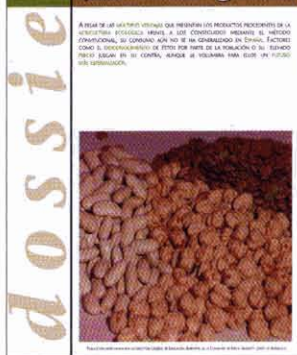 dossie
A PESAR DE LAS MÚLTIPLES VENTAJAS QUE PRESENTAN LOS PRODUCTOS PROCEDENTES DE LA
AGRICULTURA ECOLÓGICA FRENTE A LOS CONSEGUIDOS MEDIANTE EL MÉTODO
CONVENCIONAL, SU CONSUMO AÚN NO SE HA GENERALIZADO EN ESPAÑA. FACTORES
COMO EL DESCONOCIMIENTO DE ÉSTOS POR PARTE DE LA POBLACIÓN O SU ELEVADO
PRECIO JUEGAN EN SU CONTRA, AUNQUE SE VISLUMBRA PARA ELLOS UN FUTURO
MÁS ESPERANZADOR.